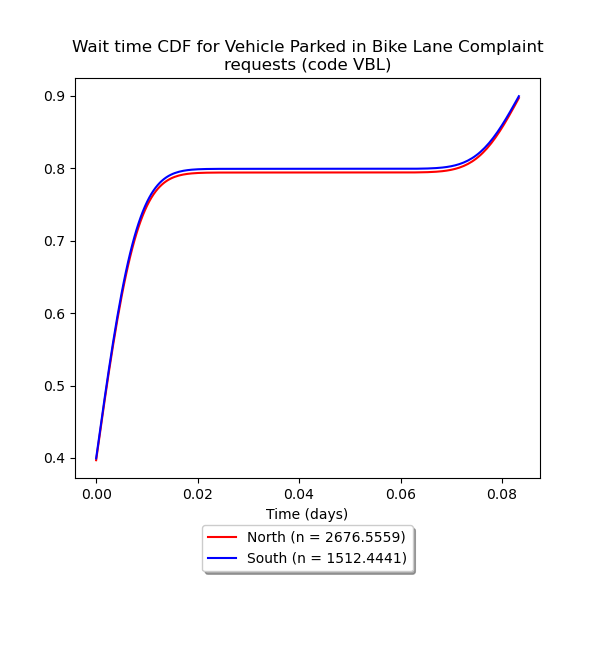 Wait time CDF for Vehicle Parked in Bike Lane Complaint
requests (code VBL)
0.9
0.8
0.7
0.6
0.5
0.4
0.00 0.02 0.04 0.06 0.08
Time (days)
North (n = 2676.5559)
South (n = 1512.4441)